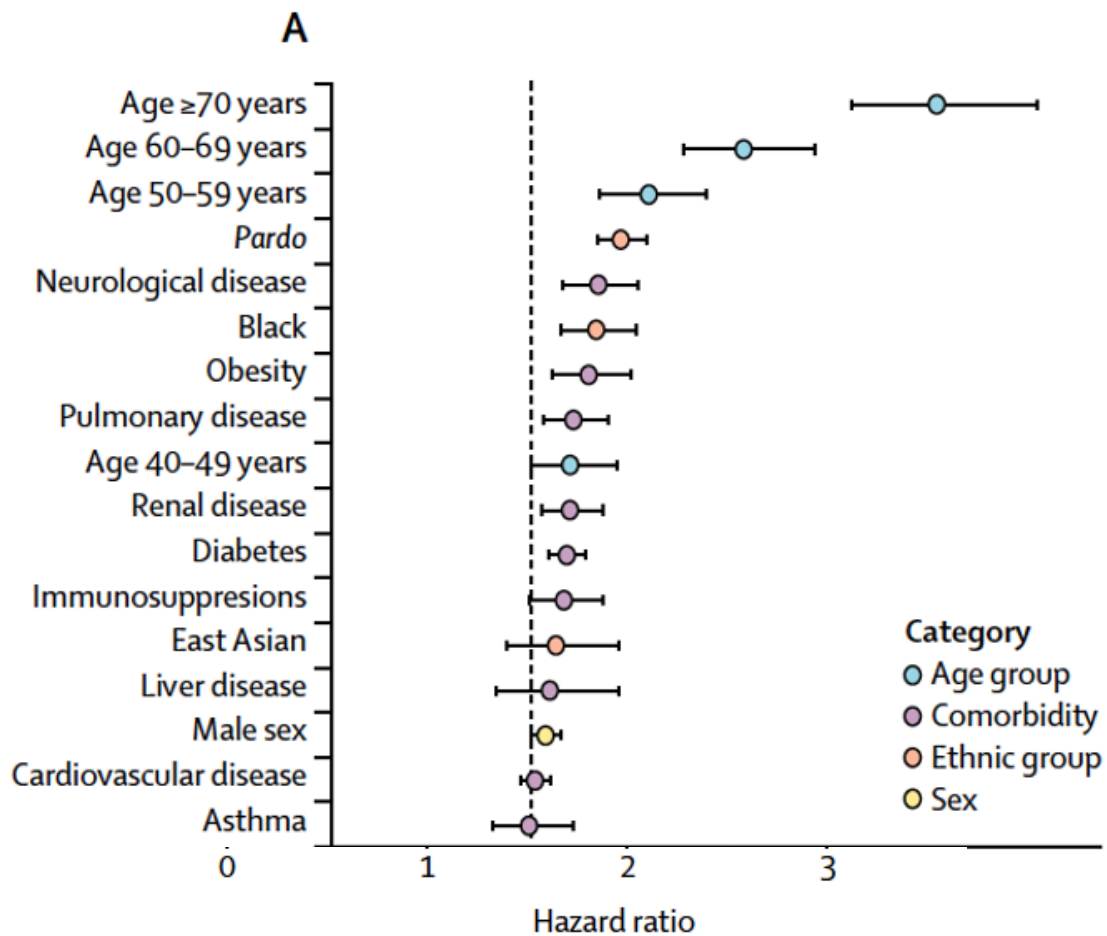 A
Age ≥70 years
Age 60–69 years
Age 50–59 years
Pardo
Neurological disease
Black
Obesity
Pulmonary disease
Age 40–49 years
Renal disease
Diabetes
Immunosuppresions
East Asian
Liver disease
Male sex
Cardiovascular disease
Asthma
Category
Age group
Comorbidity
Ethnic group
Sex
0 1 2 3
Hazard ratio